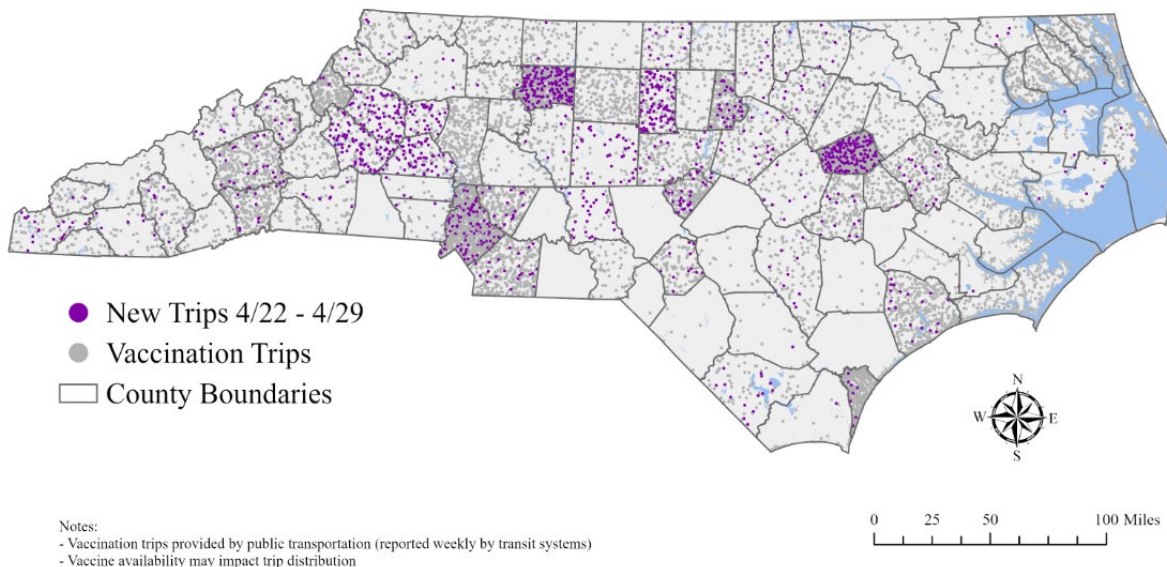 New Trips 4/22 - 4/29
Vaccination Trips
County Boundaries
N
W E
S
Notes:
- Vaccination trips provided by public transportation (reported weekly by transit systems)
- Vaccine availability may impact trip distribution
0 25 50 100 Miles